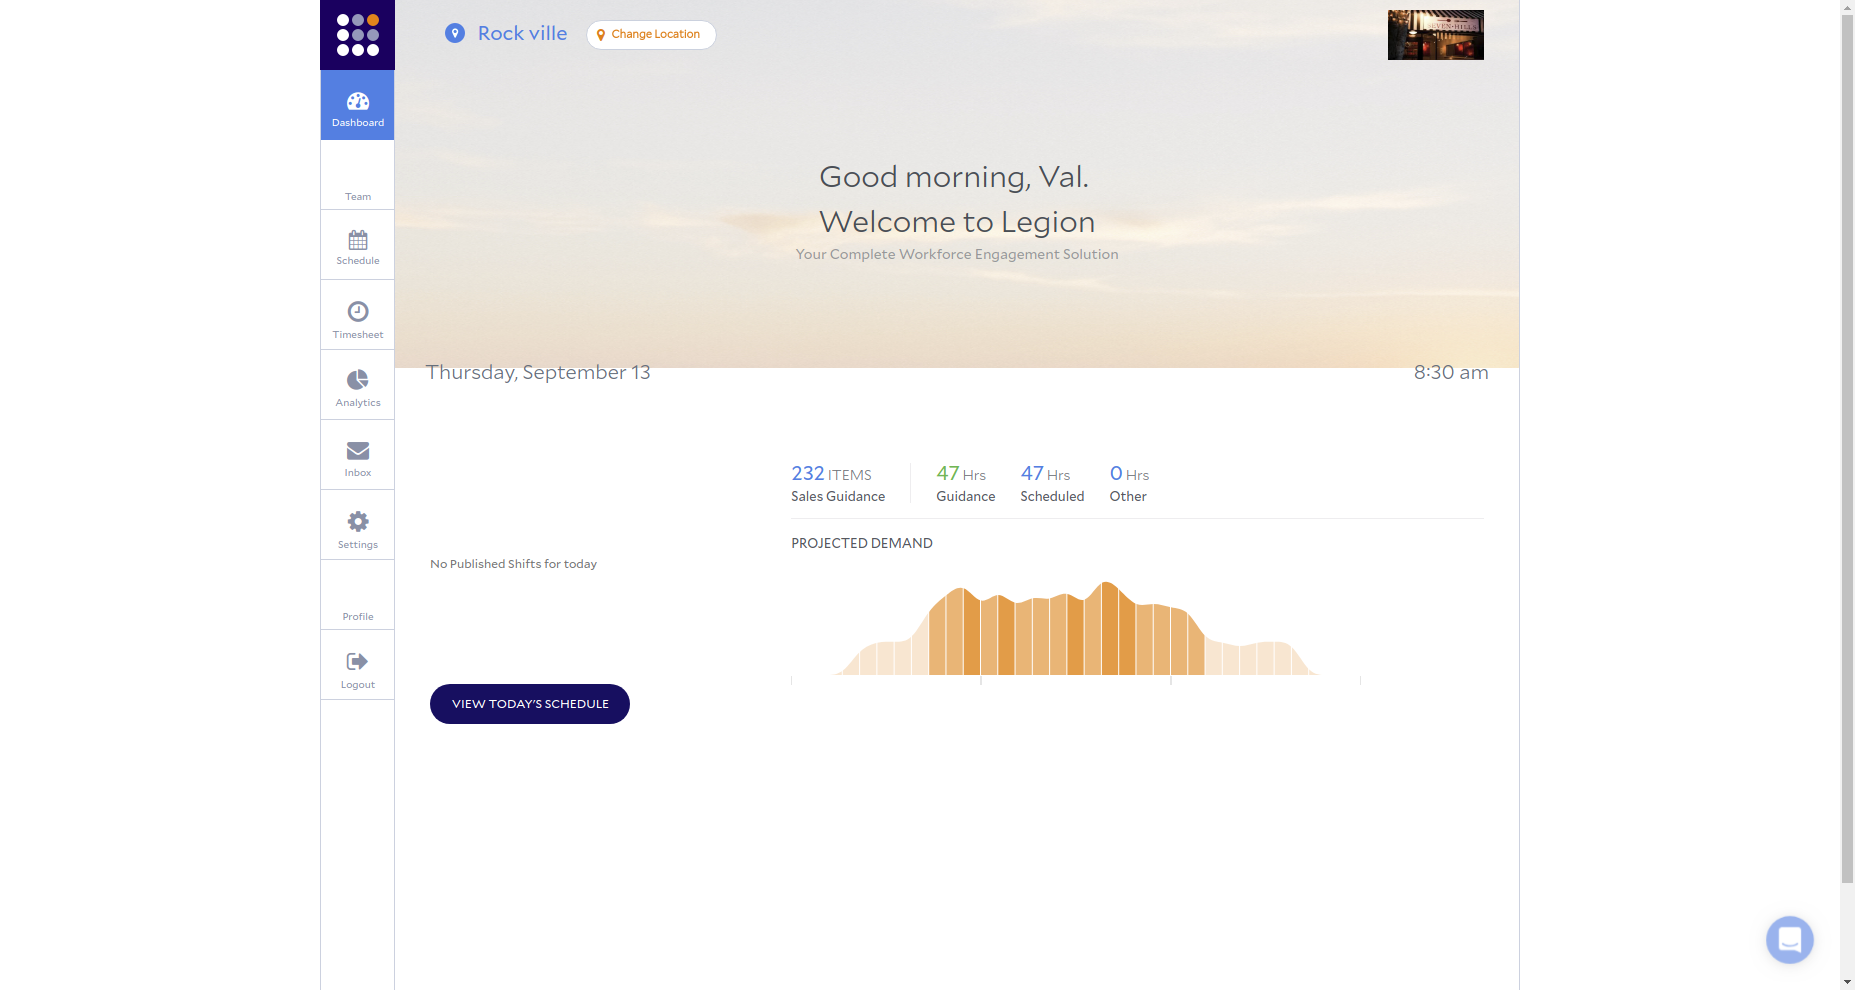 Rock ville
Change Location
SEVEN HILLS
Dashboard
Team
Schedule
Timesheet
Analytics
Inbox
Settings
Profile
Logout
Good morning, Val.
Welcome to Legion
Your Complete Workforce Engagement Solution
Thursday, September 13
8:30 am
232 ITEMS
Sales Guidance
47 Hrs
Guidance
47 Hrs
Scheduled
0 Hrs
Other
PROJECTED DEMAND
No Published Shifts for today
VIEW TODAY'S SCHEDULE